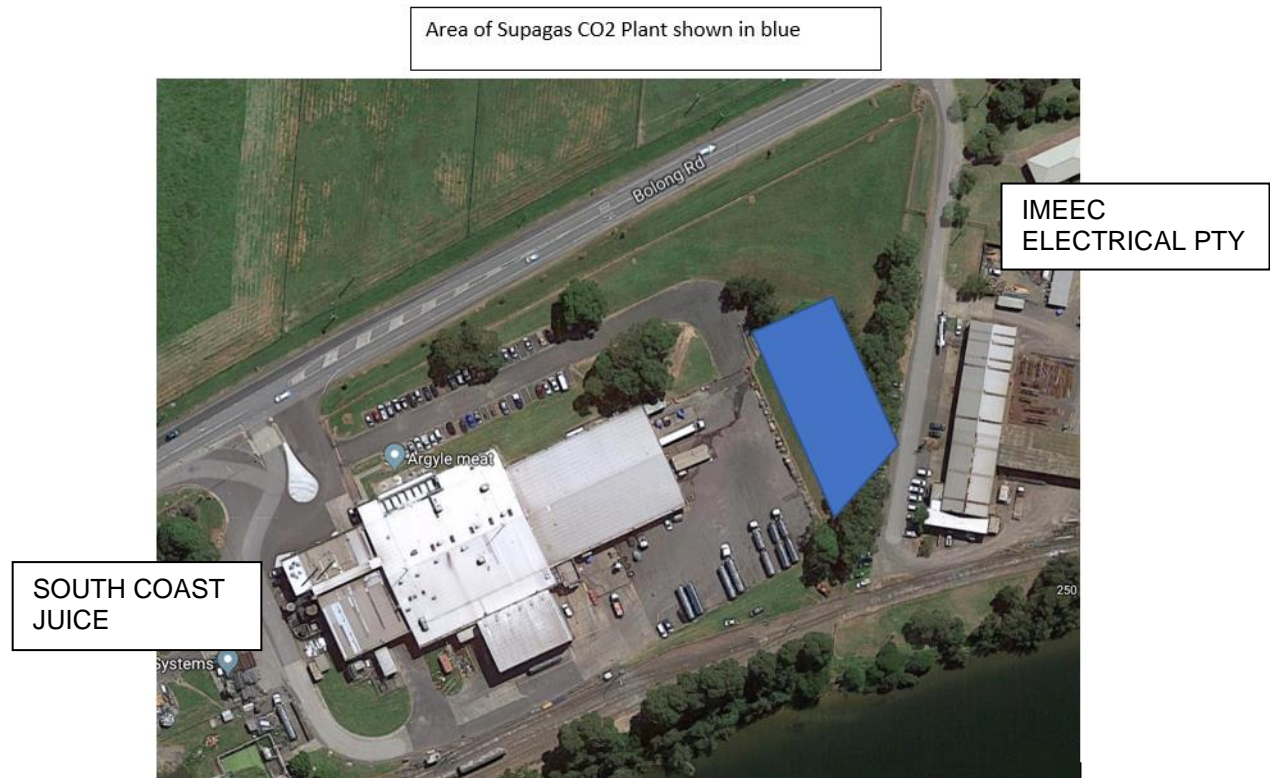 Area of Supagas CO2 Plant shown in blue
Bolong Rd
IMEEC
ELECTRICAL PTY
Argyle meat
SOUTH COAST
JUICE
250
Systems